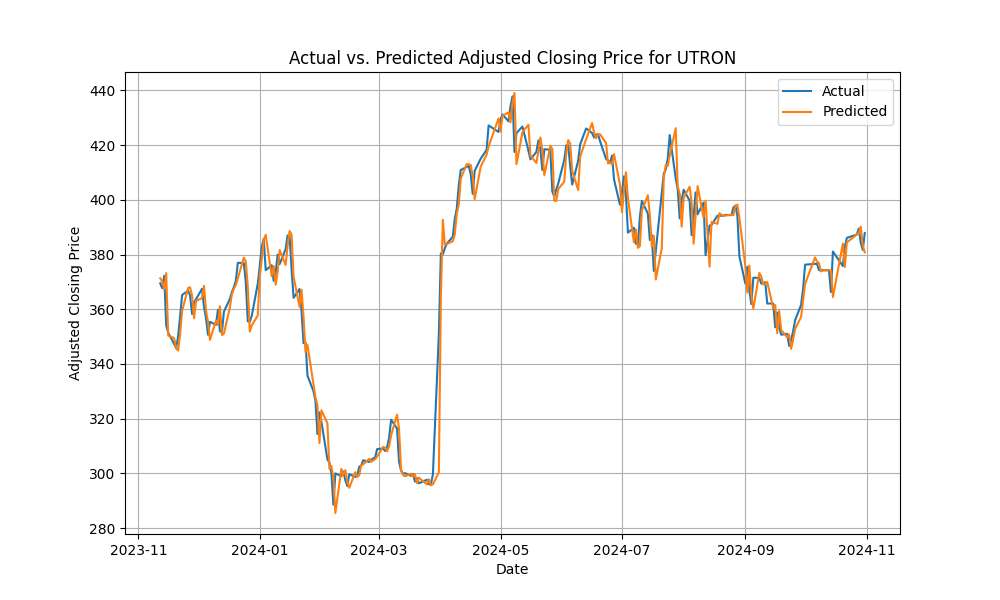 Actual vs. Predicted Adjusted Closing Price for UTRON
Actual
Predicted
Adjusted Closing Price
440
420
400
380
360
340
320
300
280
2023-11 2024-01 2024-03 2024-05 2024-07 2024-09 2024-11
Date